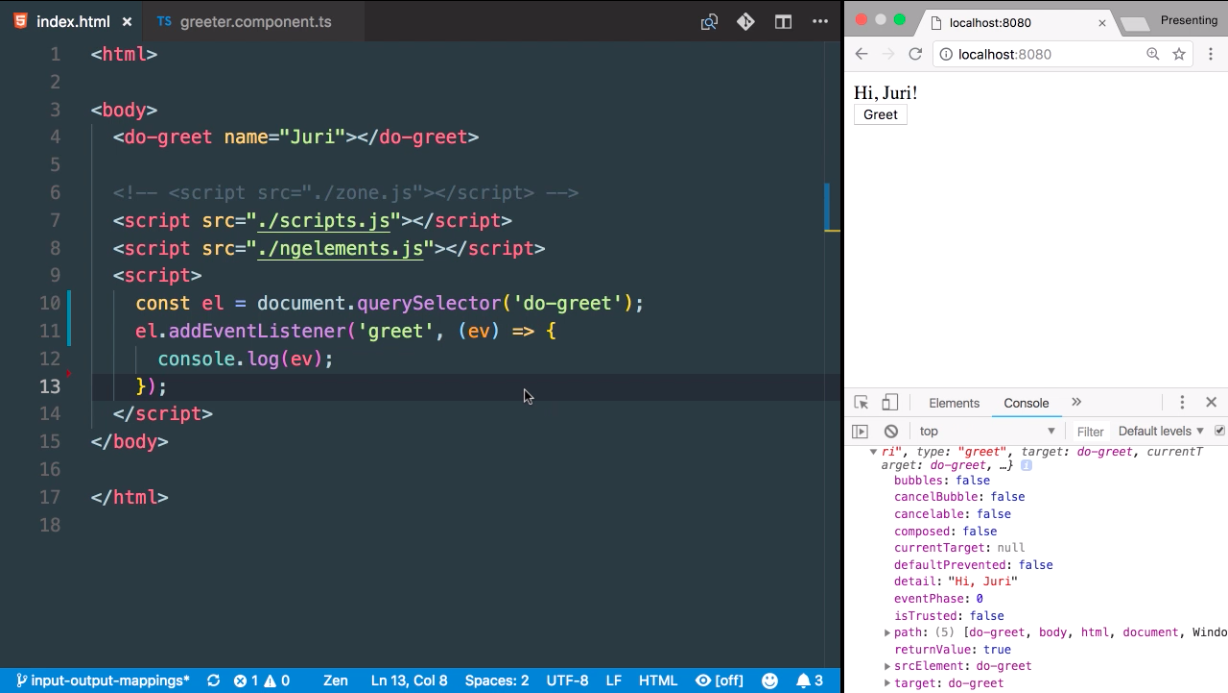 index.html ×
TS greeter.component.ts
1 <html>
2
3 <body>
4 <do-greet name="Juri"></do-greet>
5
6 <!-- <script src="./zone.js"></script> -->
7 <script src="./scripts.js"></script>
8 <script src="./ngelements.js"></script>
9 <script>
10 const el = document.querySelector('do-greet');
11 el.addEventListener('greet', (ev) => {
12 console.log(ev);
13 });
14 </script>
15 </body>
16
17 </html>
18
input-output-mappings* 1 0 Zen Ln 13, Col 8 Spaces: 2 UTF-8 LF HTML [off] 3
localhost:8080 ×
Presenting
localhost:8080
Hi, Juri!
Greet
Elements Console »
top Filter Default levels
ri", type: "greet", target: do-greet, currentT
arget: do-greet, …}
bubbles: false
cancelBubble: false
cancelable: false
composed: false
currentTarget: null
defaultPrevented: false
detail: "Hi, Juri"
eventPhase: 0
isTrusted: false
path: (5) [do-greet, body, html, document, Windo
returnValue: true
srcElement: do-greet
target: do-greet